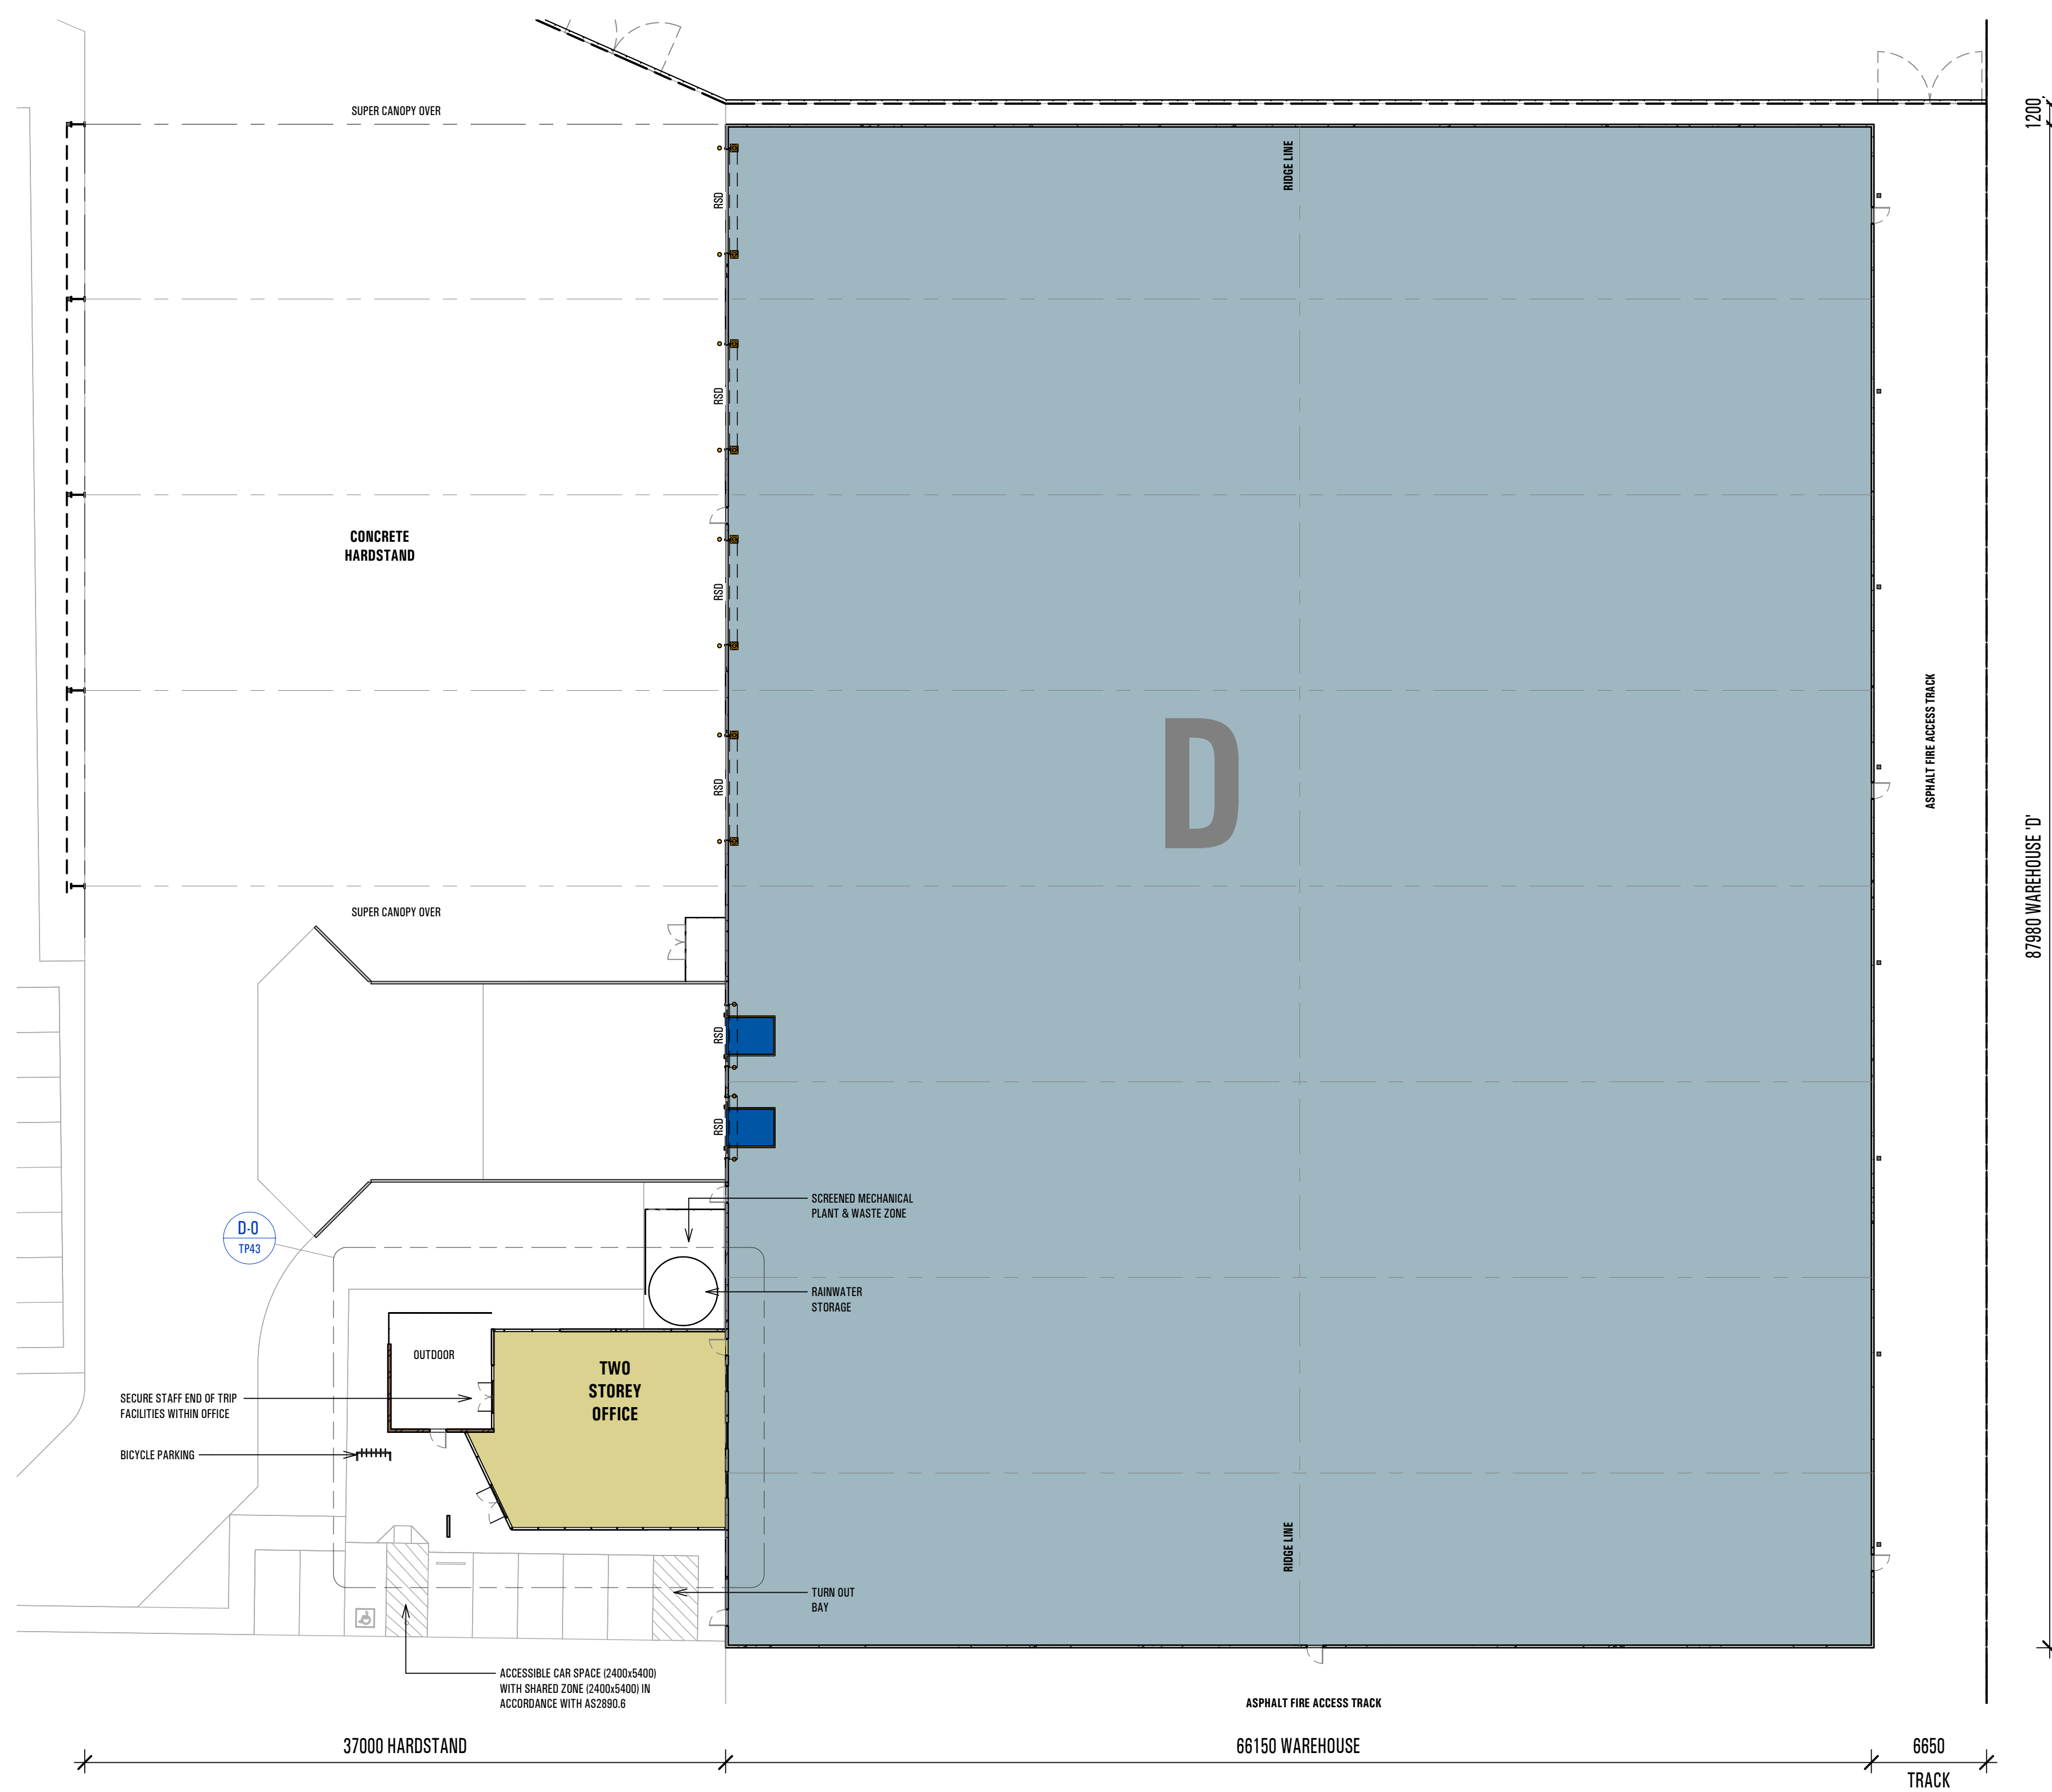 SUPER CANOPY OVER
1200
RIDGE LINE
RSD
RSD
CONCRETE
HARDSTAND
RSD
D
ASPHALT FIRE ACCESS TRACK
RSD
87980 WAREHOUSE 'D'
SUPER CANOPY OVER
RSD
RSD
SCREENED MECHANICAL
PLANT & WASTE ZONE
D-0
TP43
RAINWATER
STORAGE
OUTDOOR
TWO
STOREY
OFFICE
SECURE STAFF END OF TRIP
FACILITIES WITHIN OFFICE
BICYCLE PARKING
RIDGE LINE
TURN OUT
BAY
ACCESSIBLE CAR SPACE (2400x5400)
WITH SHARED ZONE (2400x5400) IN
ACCORDANCE WITH AS2890.6
ASPHALT FIRE ACCESS TRACK
37000 HARDSTAND
66150 WAREHOUSE
6650
TRACK